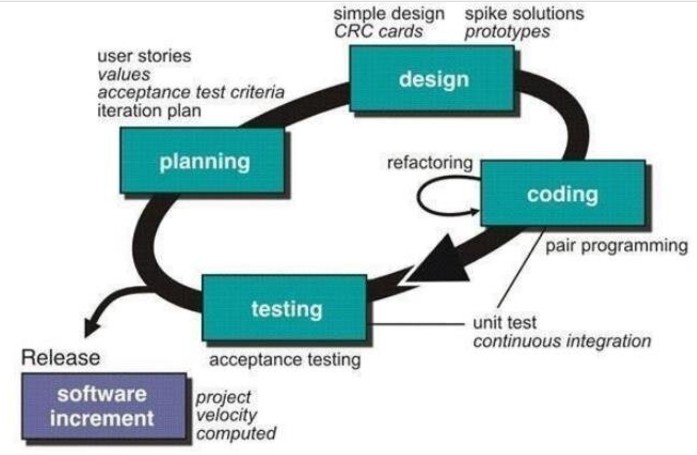 simple design
CRC cards
spike solutions
prototypes
user stories
values
acceptance test criteria
iteration plan
design
planning
refactoring
coding
pair programming
testing
unit test
continuous integration
acceptance testing
Release
software
increment
project
velocity
computed